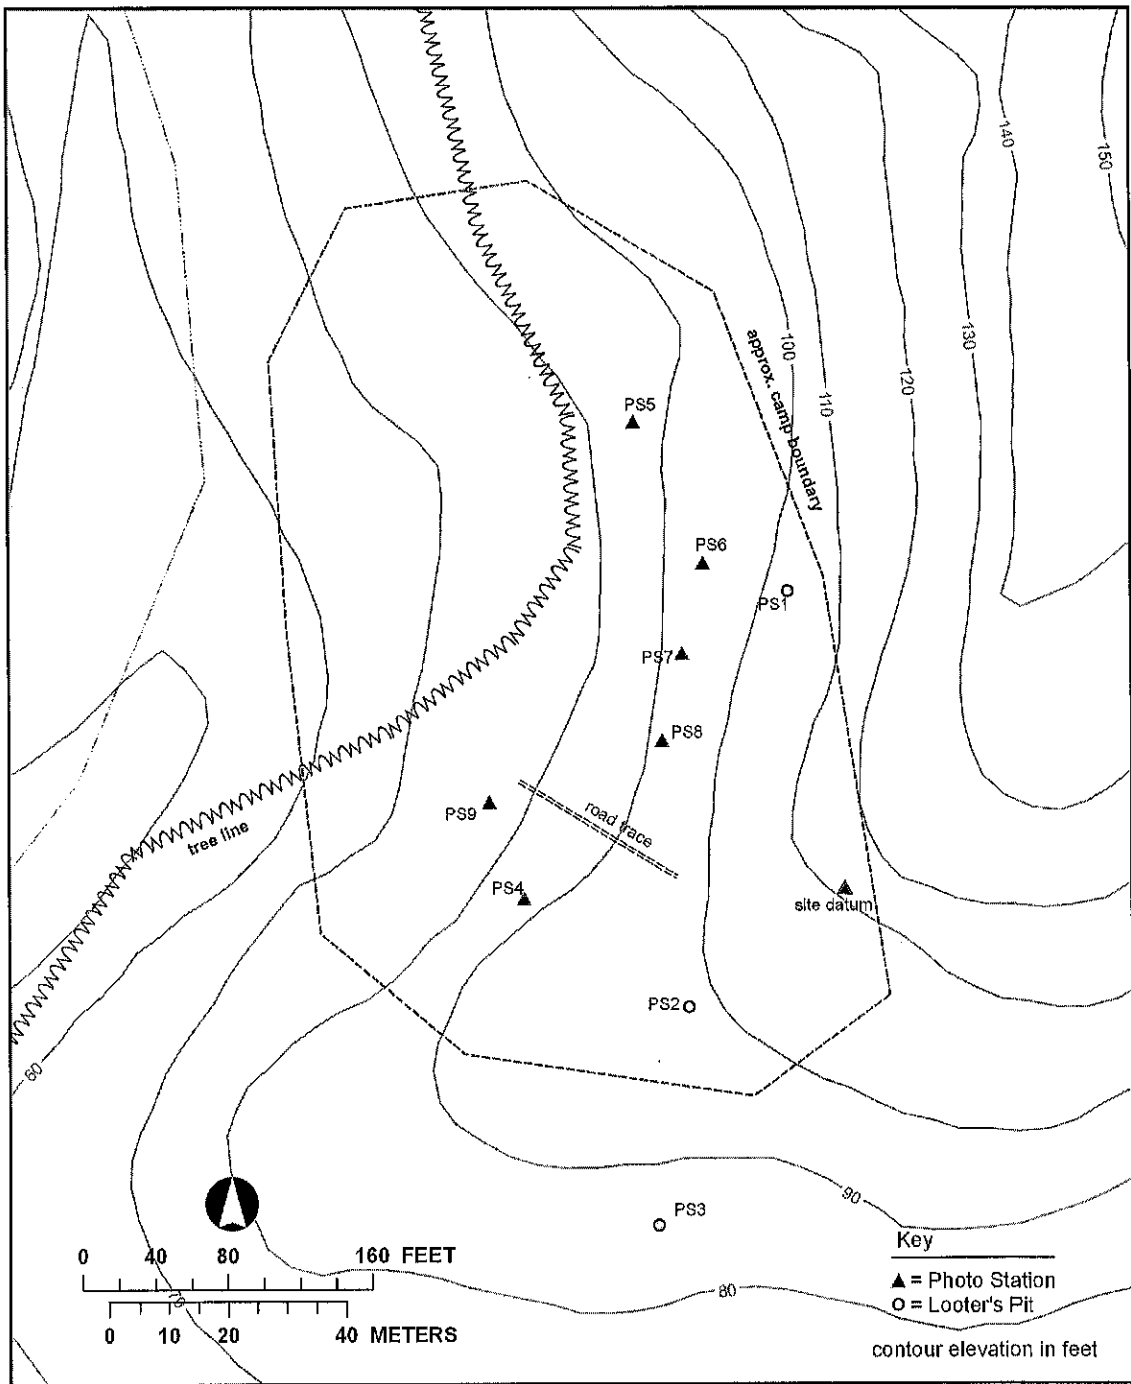 140
150
100
130
approx. camp boundary
110
120
PS5
PS6
PS1
PS7
PS8
PS9
road trace
tree line
PS4
site datum
PS2
60
PS3
90
Key
0 40 80 160 FEET
▲ = Photo Station
70
80
O = Looter's Pit
0 10 20 40 METERS
contour elevation in feet